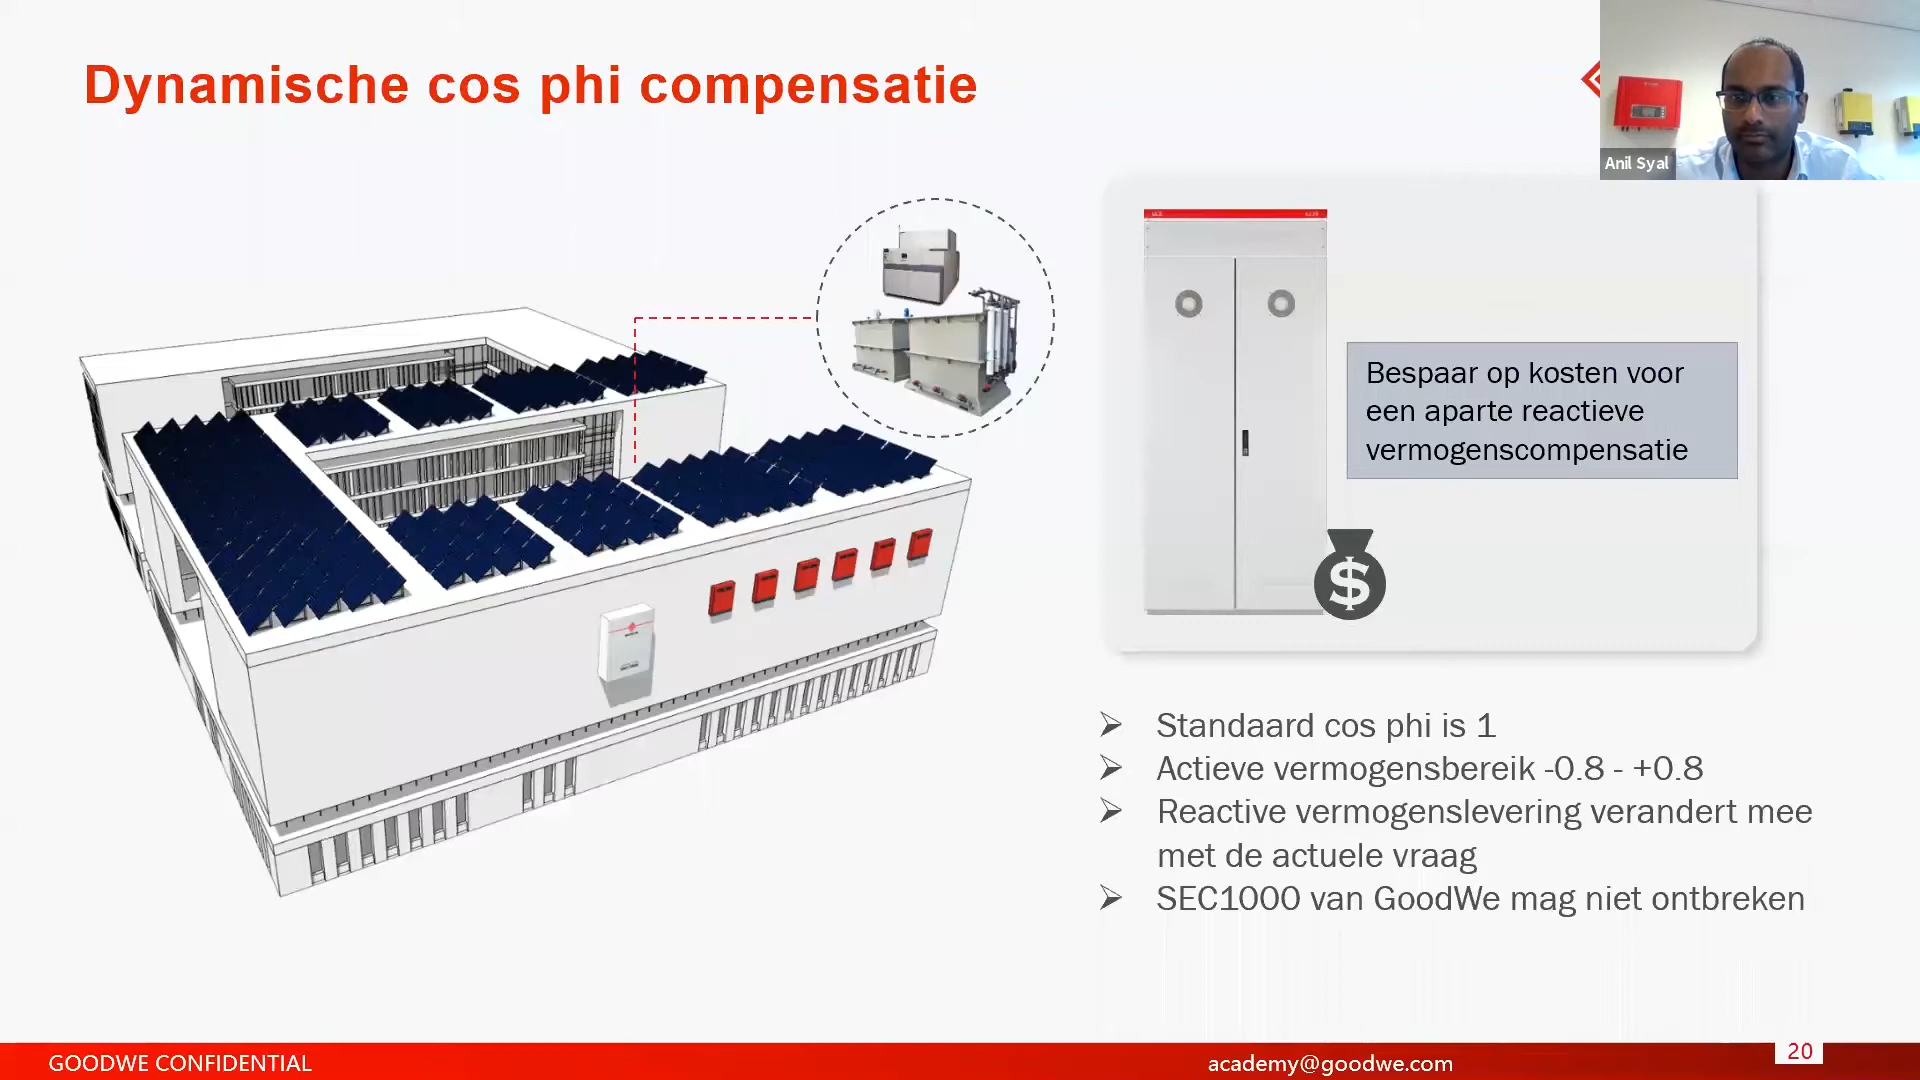 Dynamische cos phi compensatie
Anil Syal
Bespaar op kosten voor
een aparte reactieve
vermogenscompensatie
$
Standaard cos phi is 1
Actieve vermogensbereik -0.8 - +0.8
Reactive vermogenslevering verandert mee
met de actuele vraag
SEC1000 van GoodWe mag niet ontbreken
GOODWE CONFIDENTIAL
academy@goodwe.com
20